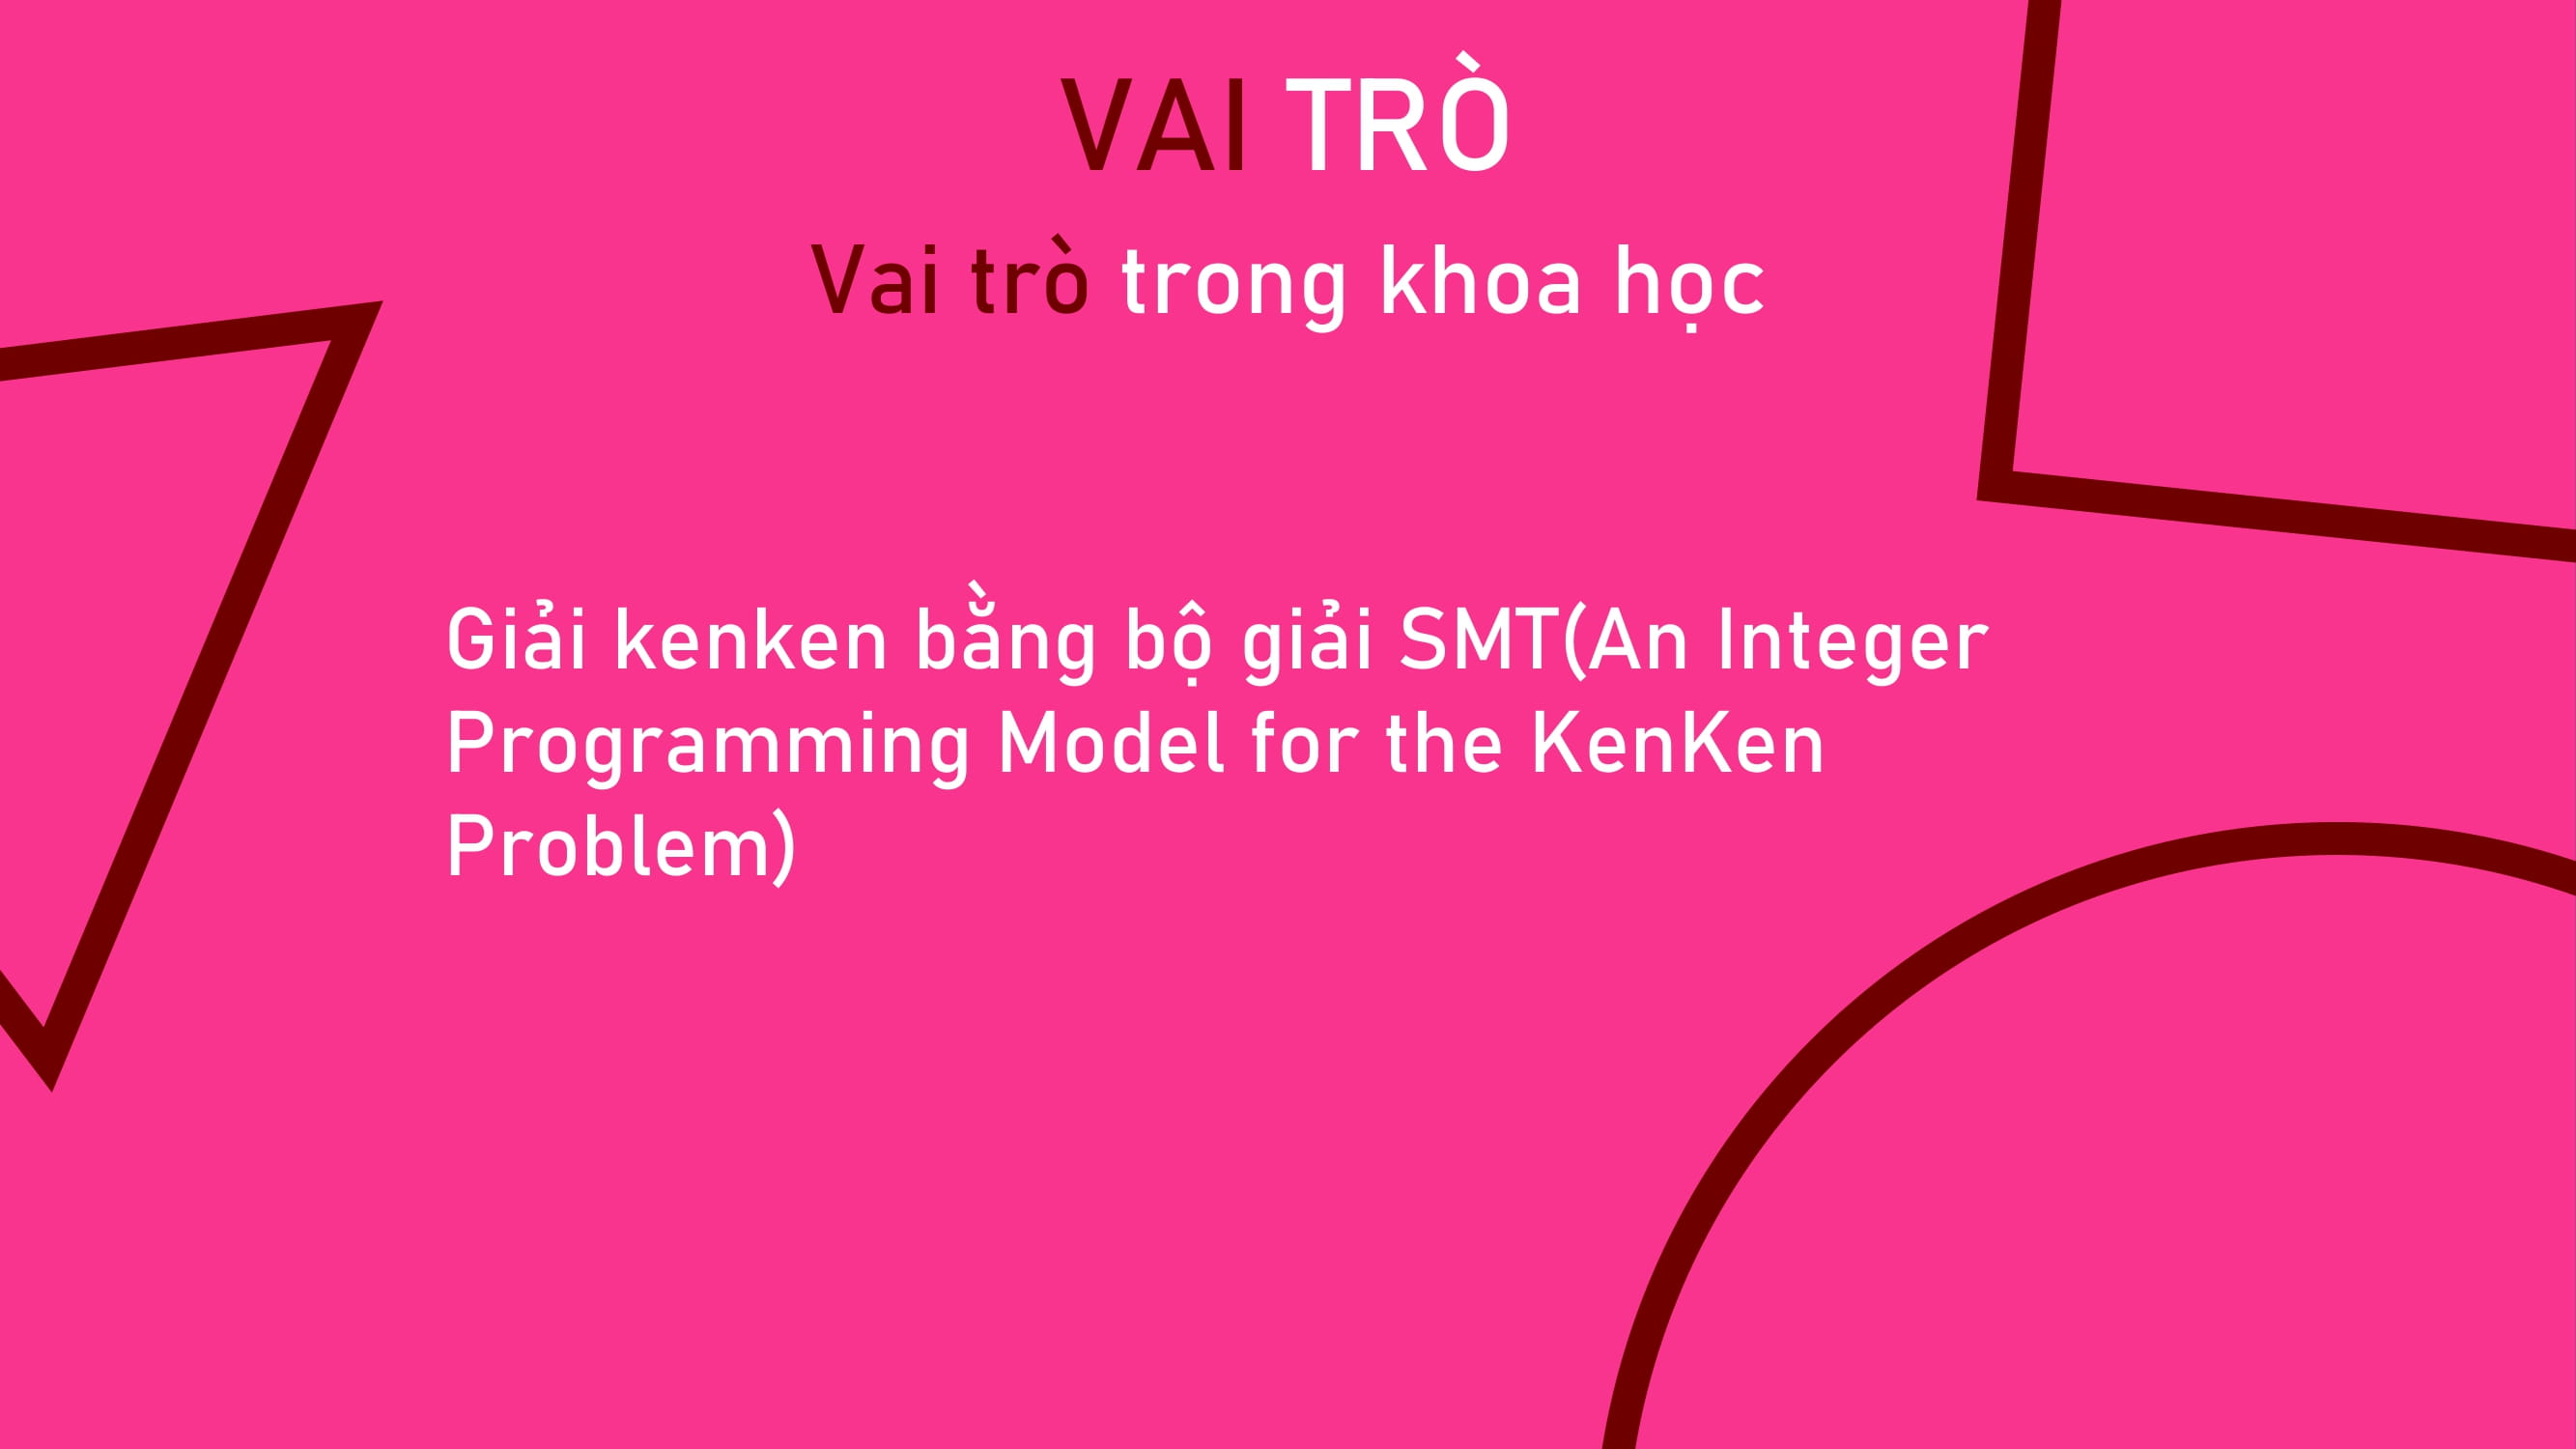 VAI TRÒ
Vai trò trong khoa học
Giải kenken bằng bộ giải SMT(An Integer
Programming Model for the KenKen
Problem)